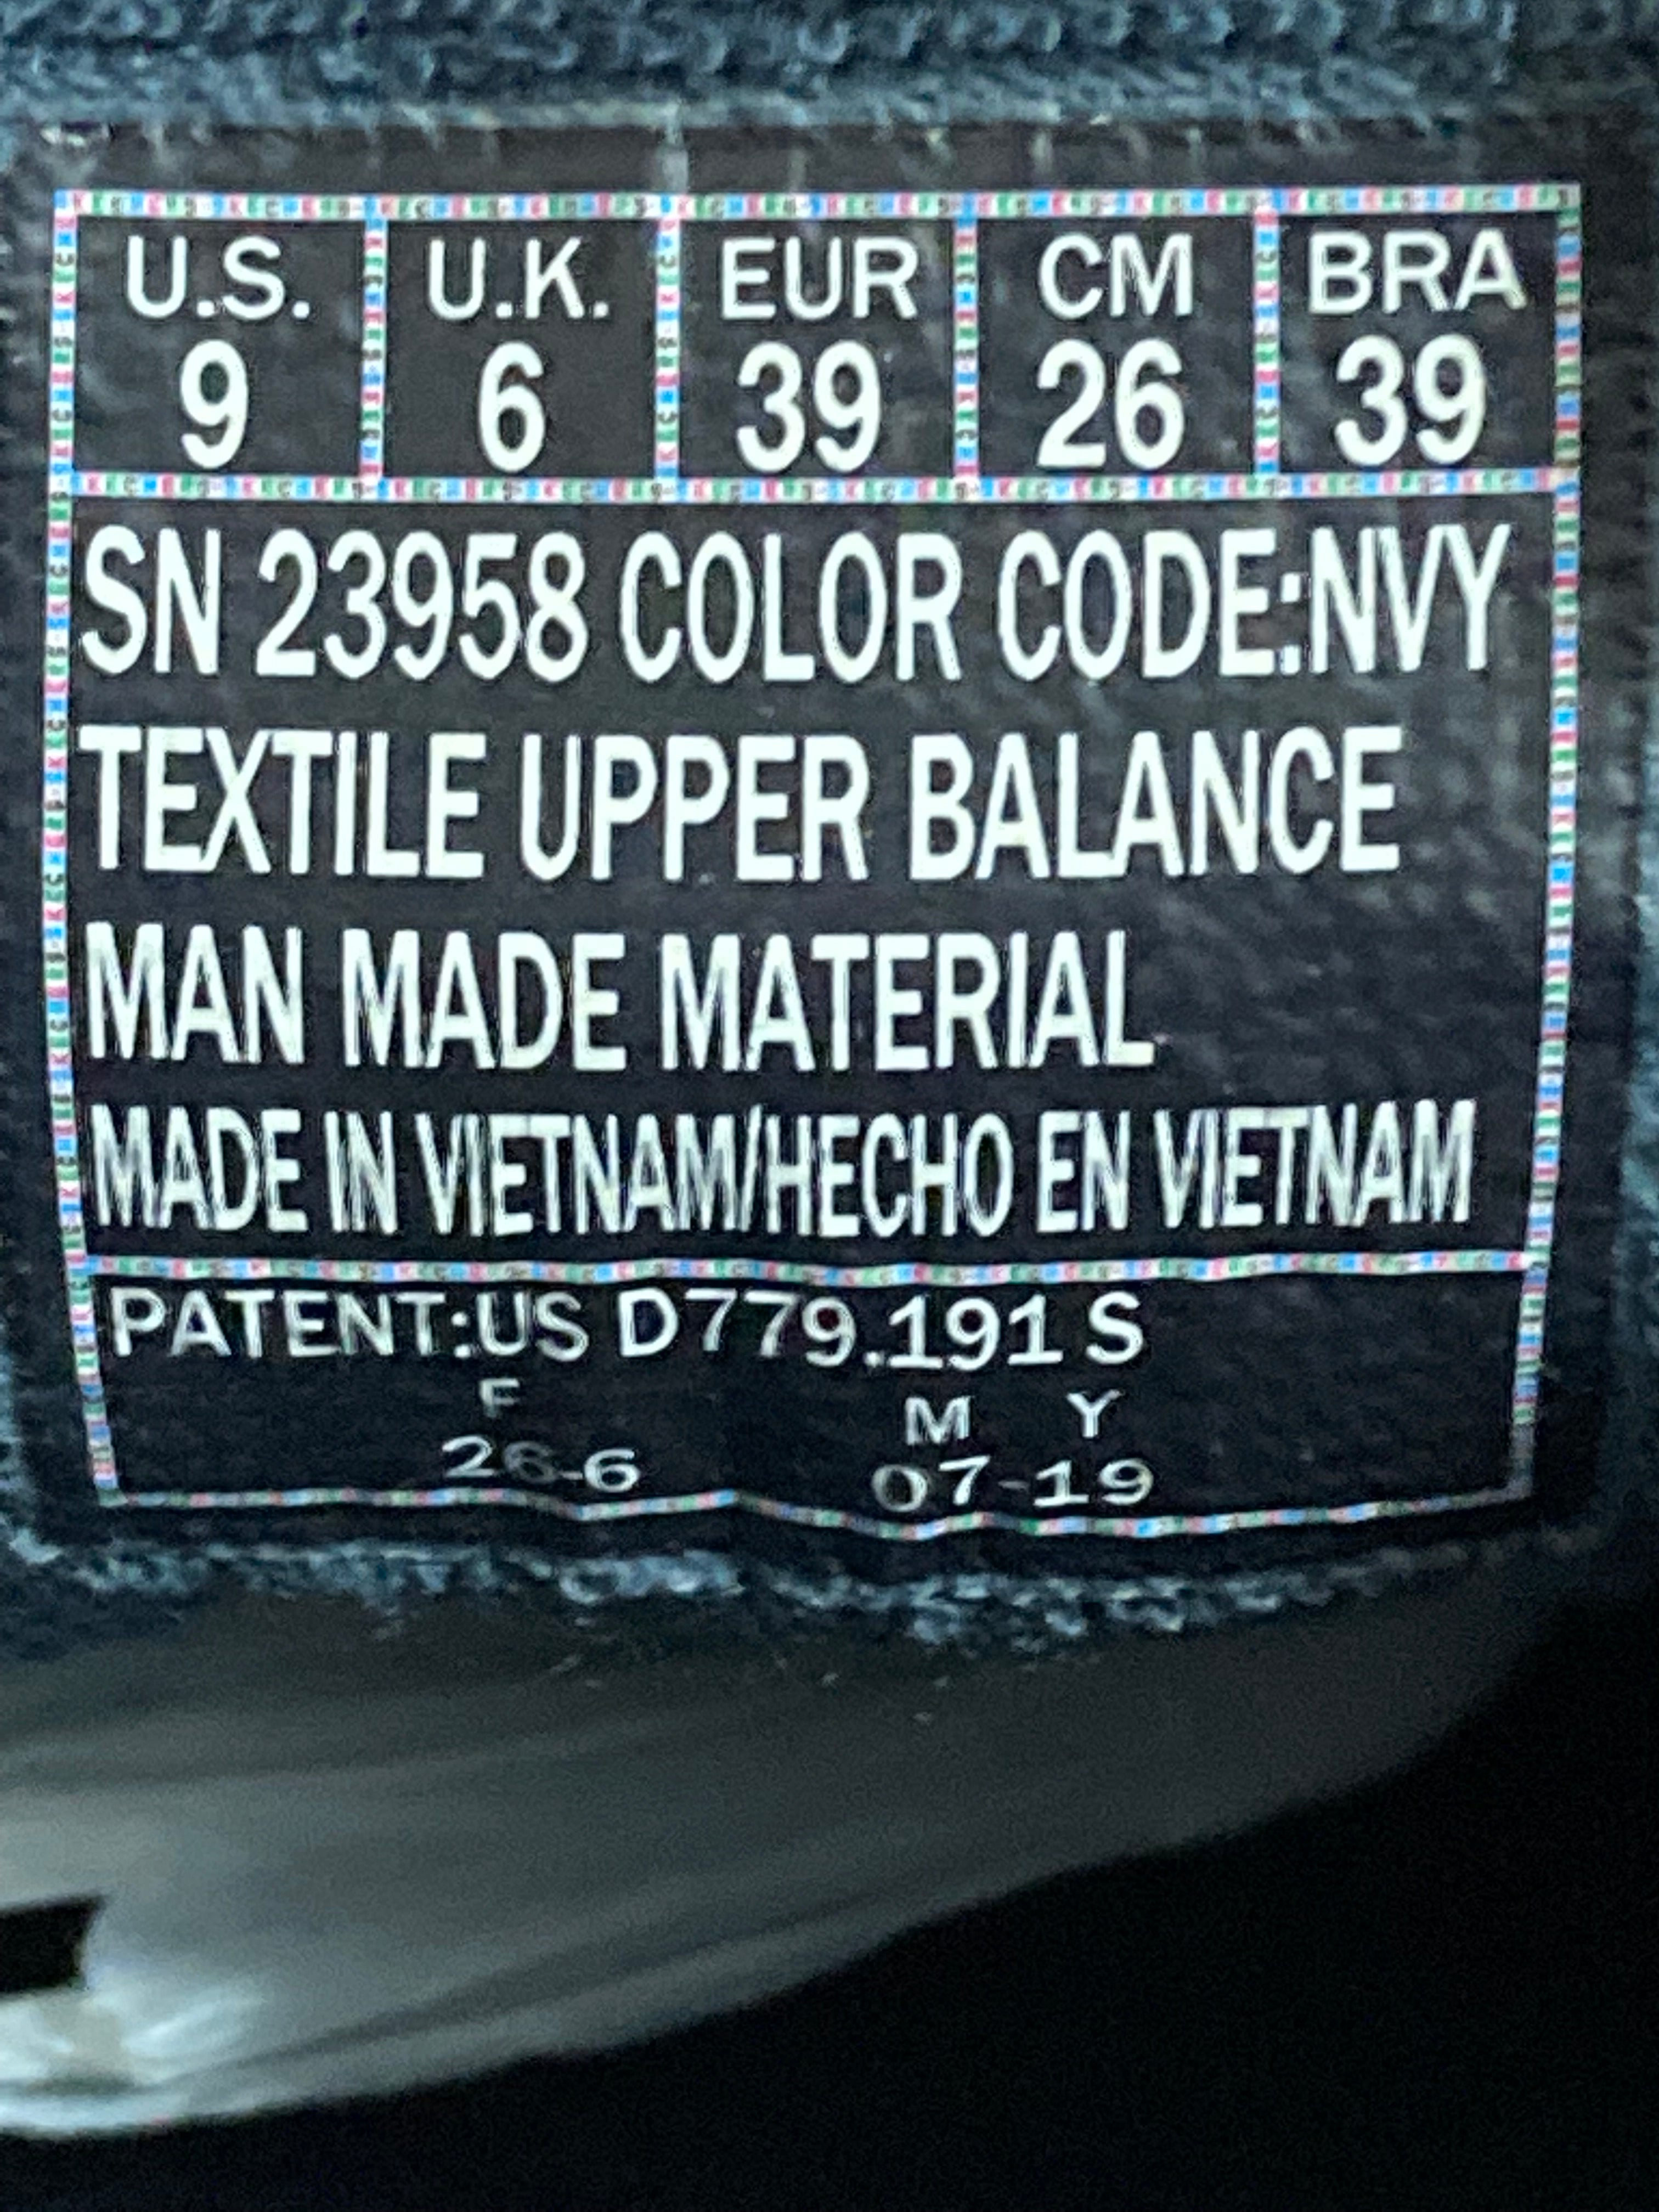 U.S. U.K. EUR CM BRA
9 6 39 26 39
SN 23958 COLOR CODE:NVY
TEXTILE UPPER BALANCE
MAN MADE MATERIAL
MADE IN VIETNAM/HECHO EN VIETNAM
PATENT:US D779.191 S
F M Y
26-6 07-19